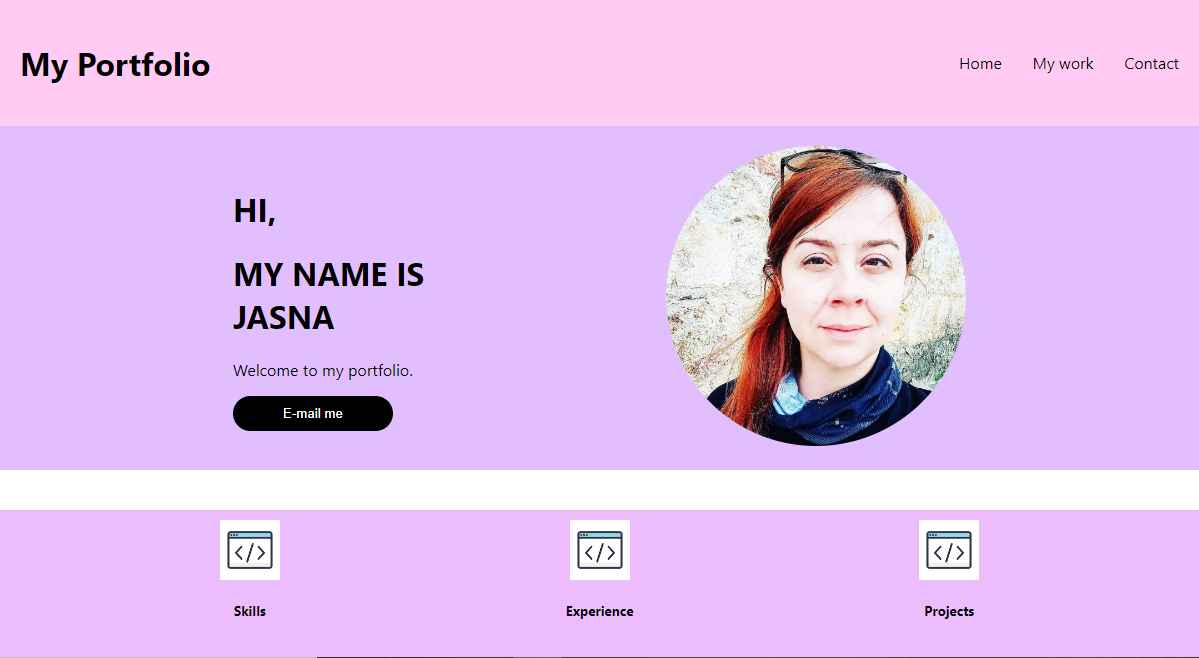 My Portfolio
Home My work Contact
HI,
MY NAME IS
JASNA
Welcome to my portfolio.
E-mail me
</>
</>
</>
Skills
Experience
Projects